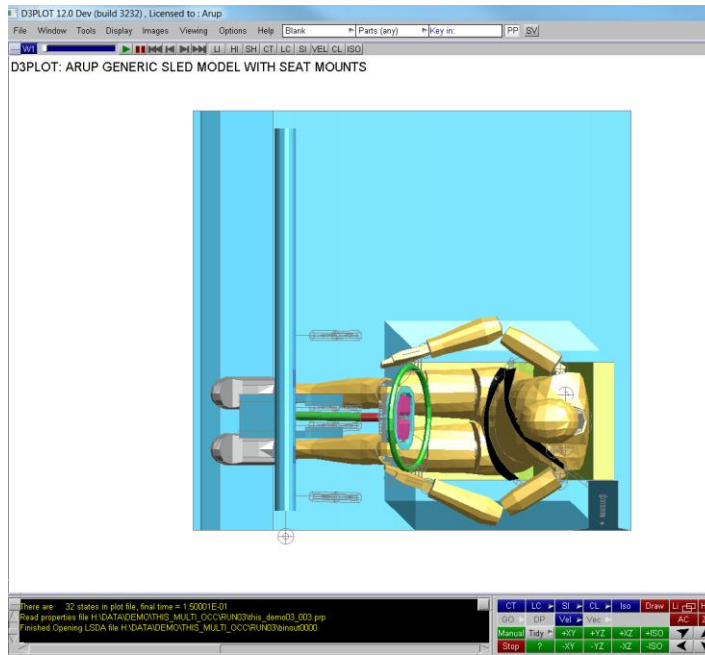 D3PLOT 12.0 Dev (build 3232) , Licensed to : Arup
File Window Tools Display Images Viewing Options Help Blank Parts (any) Key in: PP SV
W1 LI HI SH CT LC SI VEL CL ISO
D3PLOT: ARUP GENERIC SLED MODEL WITH SEAT MOUNTS
There are 32 states in plot file, final time = 1.50001E-01
Read properties file H:\DATA\DEMO\THIS_MULTI_OCC\RUN03\this_demo03_003.prp
Finished Opening LSDA file H:\DATA\DEMO\THIS_MULTI_OCC\RUN03\binout0000
CT LC SI CL Iso Draw Li H
GO DP Vel Vec AC
Manual Tidy +XY +YZ +XZ +ISO
Stop ? -XY -YZ -XZ -ISO